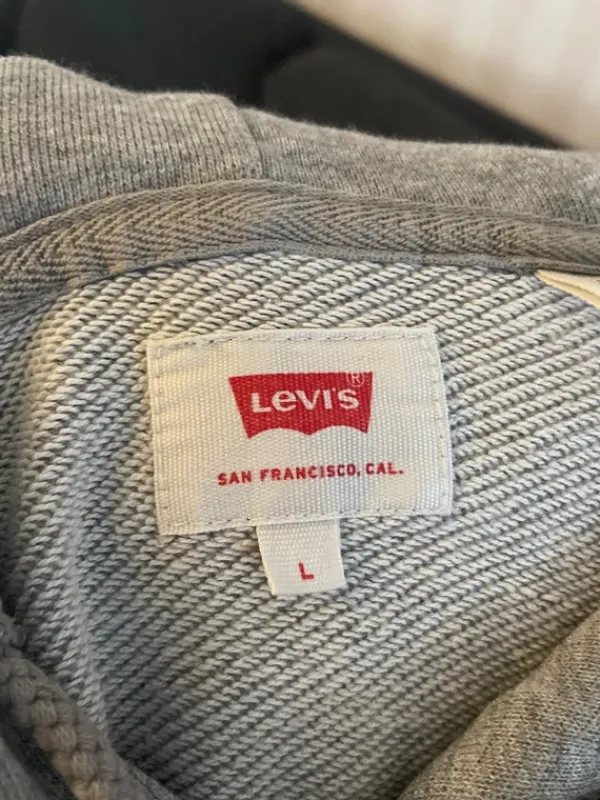 Levi's ®
SAN FRANCISCO, CAL.
L